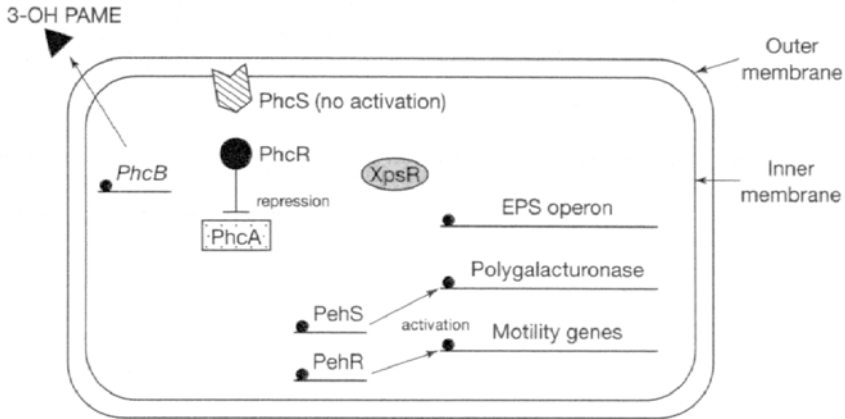 3-OH PAME
Outer
membrane
PhcS (no activation)
PhcB
PhcR
XpsR
Inner
membrane
repression
EPS operon
PhcA
Polygalacturonase
PehS
activation
Motility genes
PehR